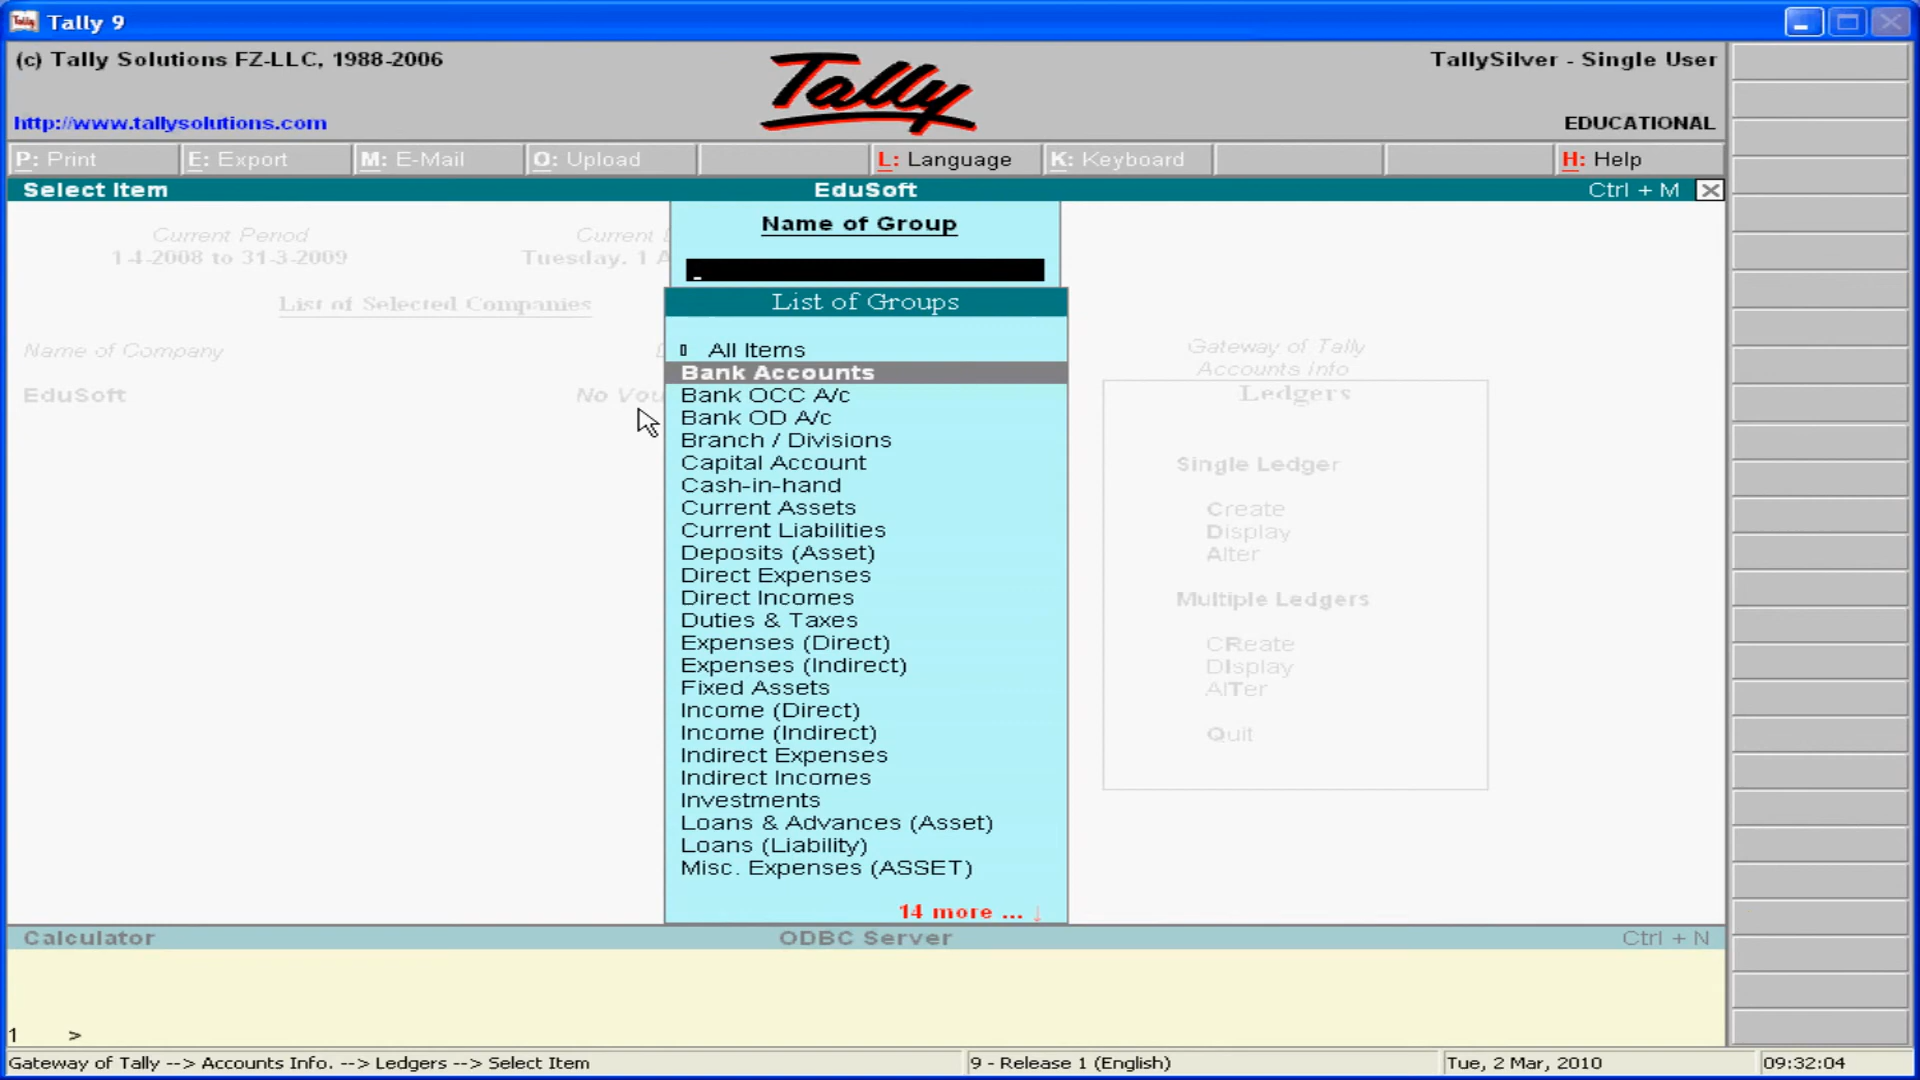 Tally 9
(c) Tally Solutions FZ-LLC, 1988-2006
Tally
TallySilver - Single User
http://www.tallysolutions.com
EDUCATIONAL
P: Print
E: Export
M: E-Mail
O: Upload
L: Language
K: Keyboard
H: Help
Select Item
EduSoft
Ctrl + M
Current Period
1-4-2008 to 31-3-2009
Current
Tuesday, 1 A
List of Selected Companies
Name of Company
EduSoft
No Vou
Name of Group
List of Groups
All Items
Bank Accounts
Bank OCC A/c
Bank OD A/c
Branch / Divisions
Capital Account
Cash-in-hand
Current Assets
Current Liabilities
Deposits (Asset)
Direct Expenses
Direct Incomes
Duties & Taxes
Expenses (Direct)
Expenses (Indirect)
Fixed Assets
Income (Direct)
Income (Indirect)
Indirect Expenses
Indirect Incomes
Investments
Loans & Advances (Asset)
Loans (Liability)
Misc. Expenses (ASSET)
14 more ... ↓
Gateway of Tally
Accounts Info
Ledgers
Single Ledger
Create
Display
Alter
Multiple Ledgers
CReate
DIsplay
AlTer
Quit
Calculator
ODBC Server
Ctrl + N
1 >
Gateway of Tally --> Accounts Info. --> Ledgers --> Select Item
9 - Release 1 (English)
Tue, 2 Mar, 2010
09:32:04